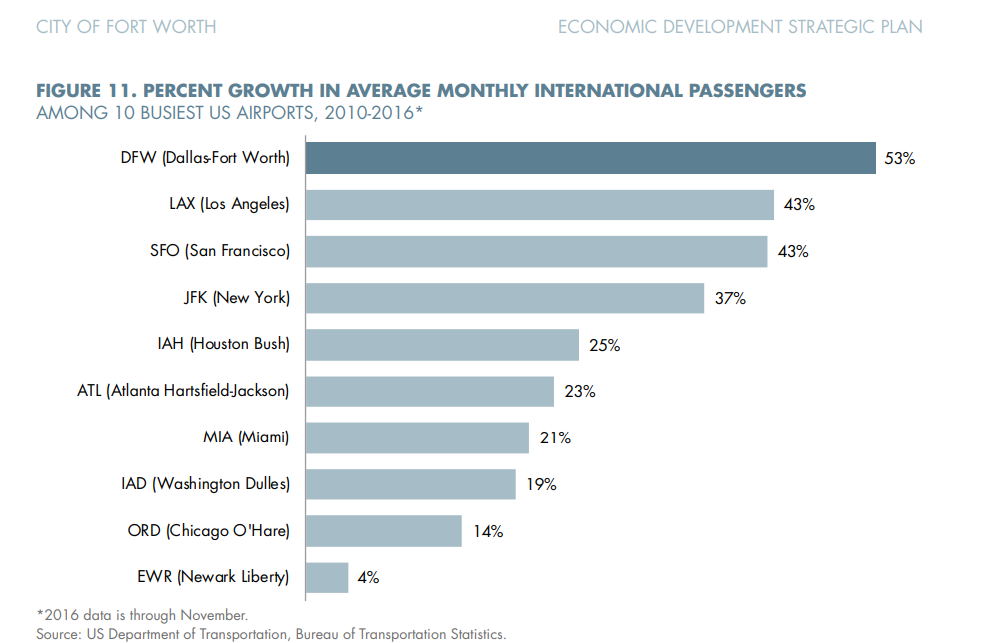 CITY OF FORT WORTH
ECONOMIC DEVELOPMENT STRATEGIC PLAN
FIGURE 11. PERCENT GROWTH IN AVERAGE MONTHLY INTERNATIONAL PASSENGERS
AMONG 10 BUSIEST US AIRPORTS, 2010-2016*
DFW (Dallas-Fort Worth) 53%
LAX (Los Angeles) 43%
SFO (San Francisco) 43%
JFK (New York) 37%
IAH (Houston Bush) 25%
ATL (Atlanta Hartsfield-Jackson) 23%
MIA (Miami) 21%
IAD (Washington Dulles) 19%
ORD (Chicago O'Hare) 14%
EWR (Newark Liberty) 4%
*2016 data is through November.
Source: US Department of Transportation, Bureau of Transportation Statistics.